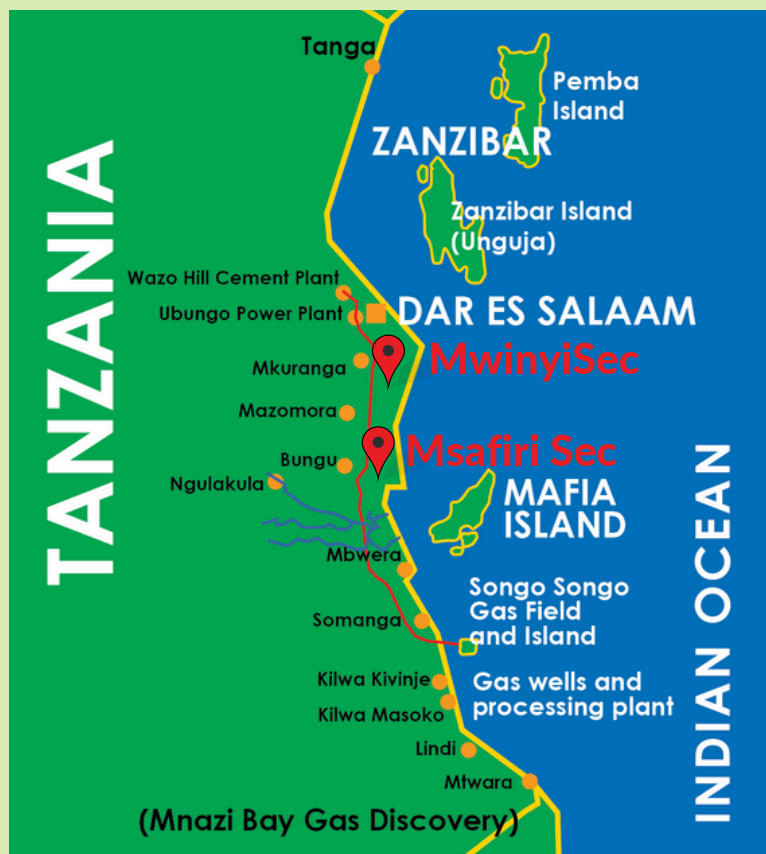 Tanga
Pemba
Island
ZANZIBAR
Zanzibar Island
(Unguja)
TANZANIA
Wazo Hill Cement Plant
Ubungo Power Plant
DAR ES SALAAM
MwinyiSec
Mkuranga
Mazomora
Msafiri Sec
Bungu
Ngulakula
MAFIA
ISLAND
Mbwera
Songo Songo
Gas Field
and Island
Somanga
Kilwa Kivinje
Gas wells and
processing plant
Kilwa Masoko
Lindi
Mtwara
INDIAN OCEAN
(Mnazi Bay Gas Discovery)